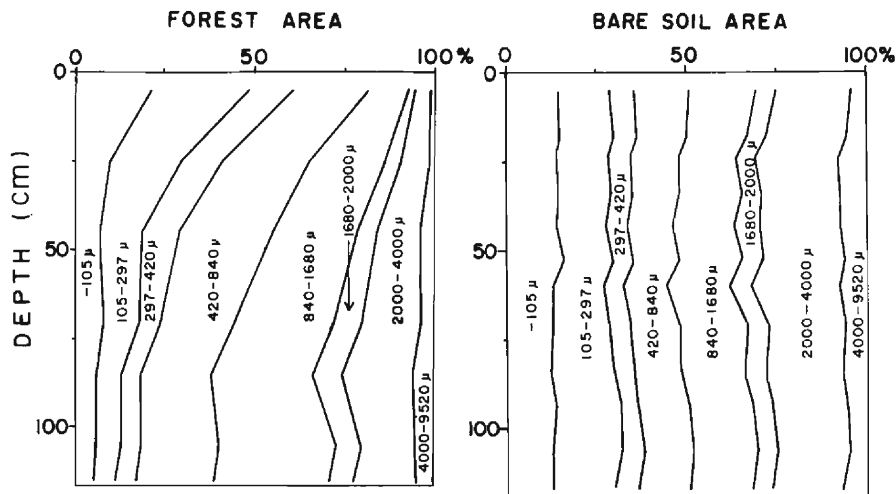 FOREST AREA
0 50 100%
0
50
100
DEPTH (cm)
-105 μ
105-297 μ
297-420 μ
420-840 μ
840-1680 μ
1680-2000 μ
2000-4000 μ
4000-9520 μ
BARE SOIL AREA
0 50 100%
0
50
100
-105 μ
105-297 μ
297-420 μ
420-840 μ
840-1680 μ
1680-2000 μ
2000-4000 μ
4000-9520 μ